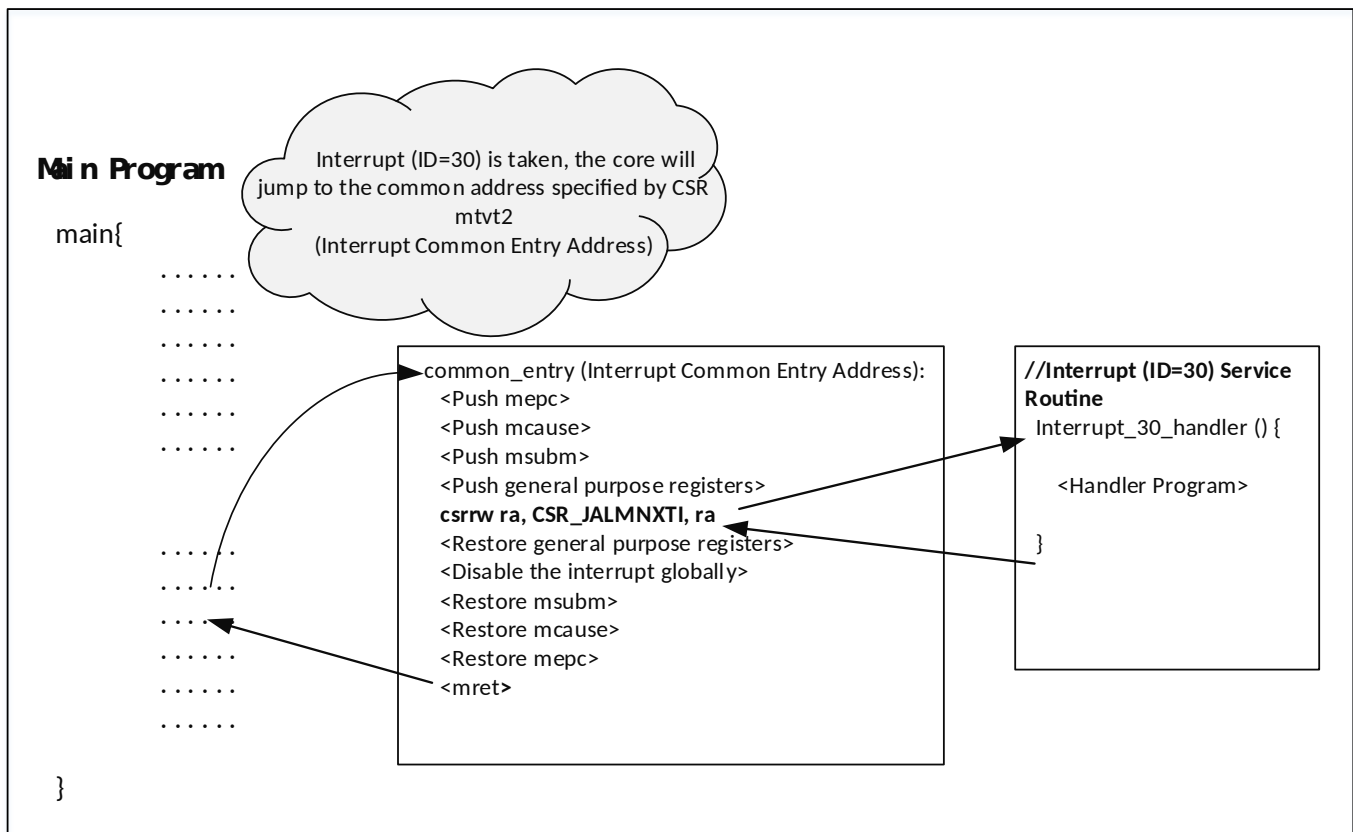 Main Program
Interrupt (ID=30) is taken, the core will
jump to the common address specified by CSR
mtvt2
(Interrupt Common Entry Address)
main{
. . . . . .
. . . . . .
. . . . . .
. . . . . .
. . . . . .
. . . . . .
. . . . . .
. . . . . .
. . . . . .
. . . . . .
. . . . . .
. . . . . .
}
common_entry (Interrupt Common Entry Address):
<Push mepc>
<Push mcause>
<Push msubm>
<Push general purpose registers>
csrrw ra, CSR_JALMNXTI, ra
<Restore general purpose registers>
<Disable the interrupt globally>
<Restore msubm>
<Restore mcause>
<Restore mepc>
<mret>
//Interrupt (ID=30) Service
Routine
Interrupt_30_handler () {
<Handler Program>
}